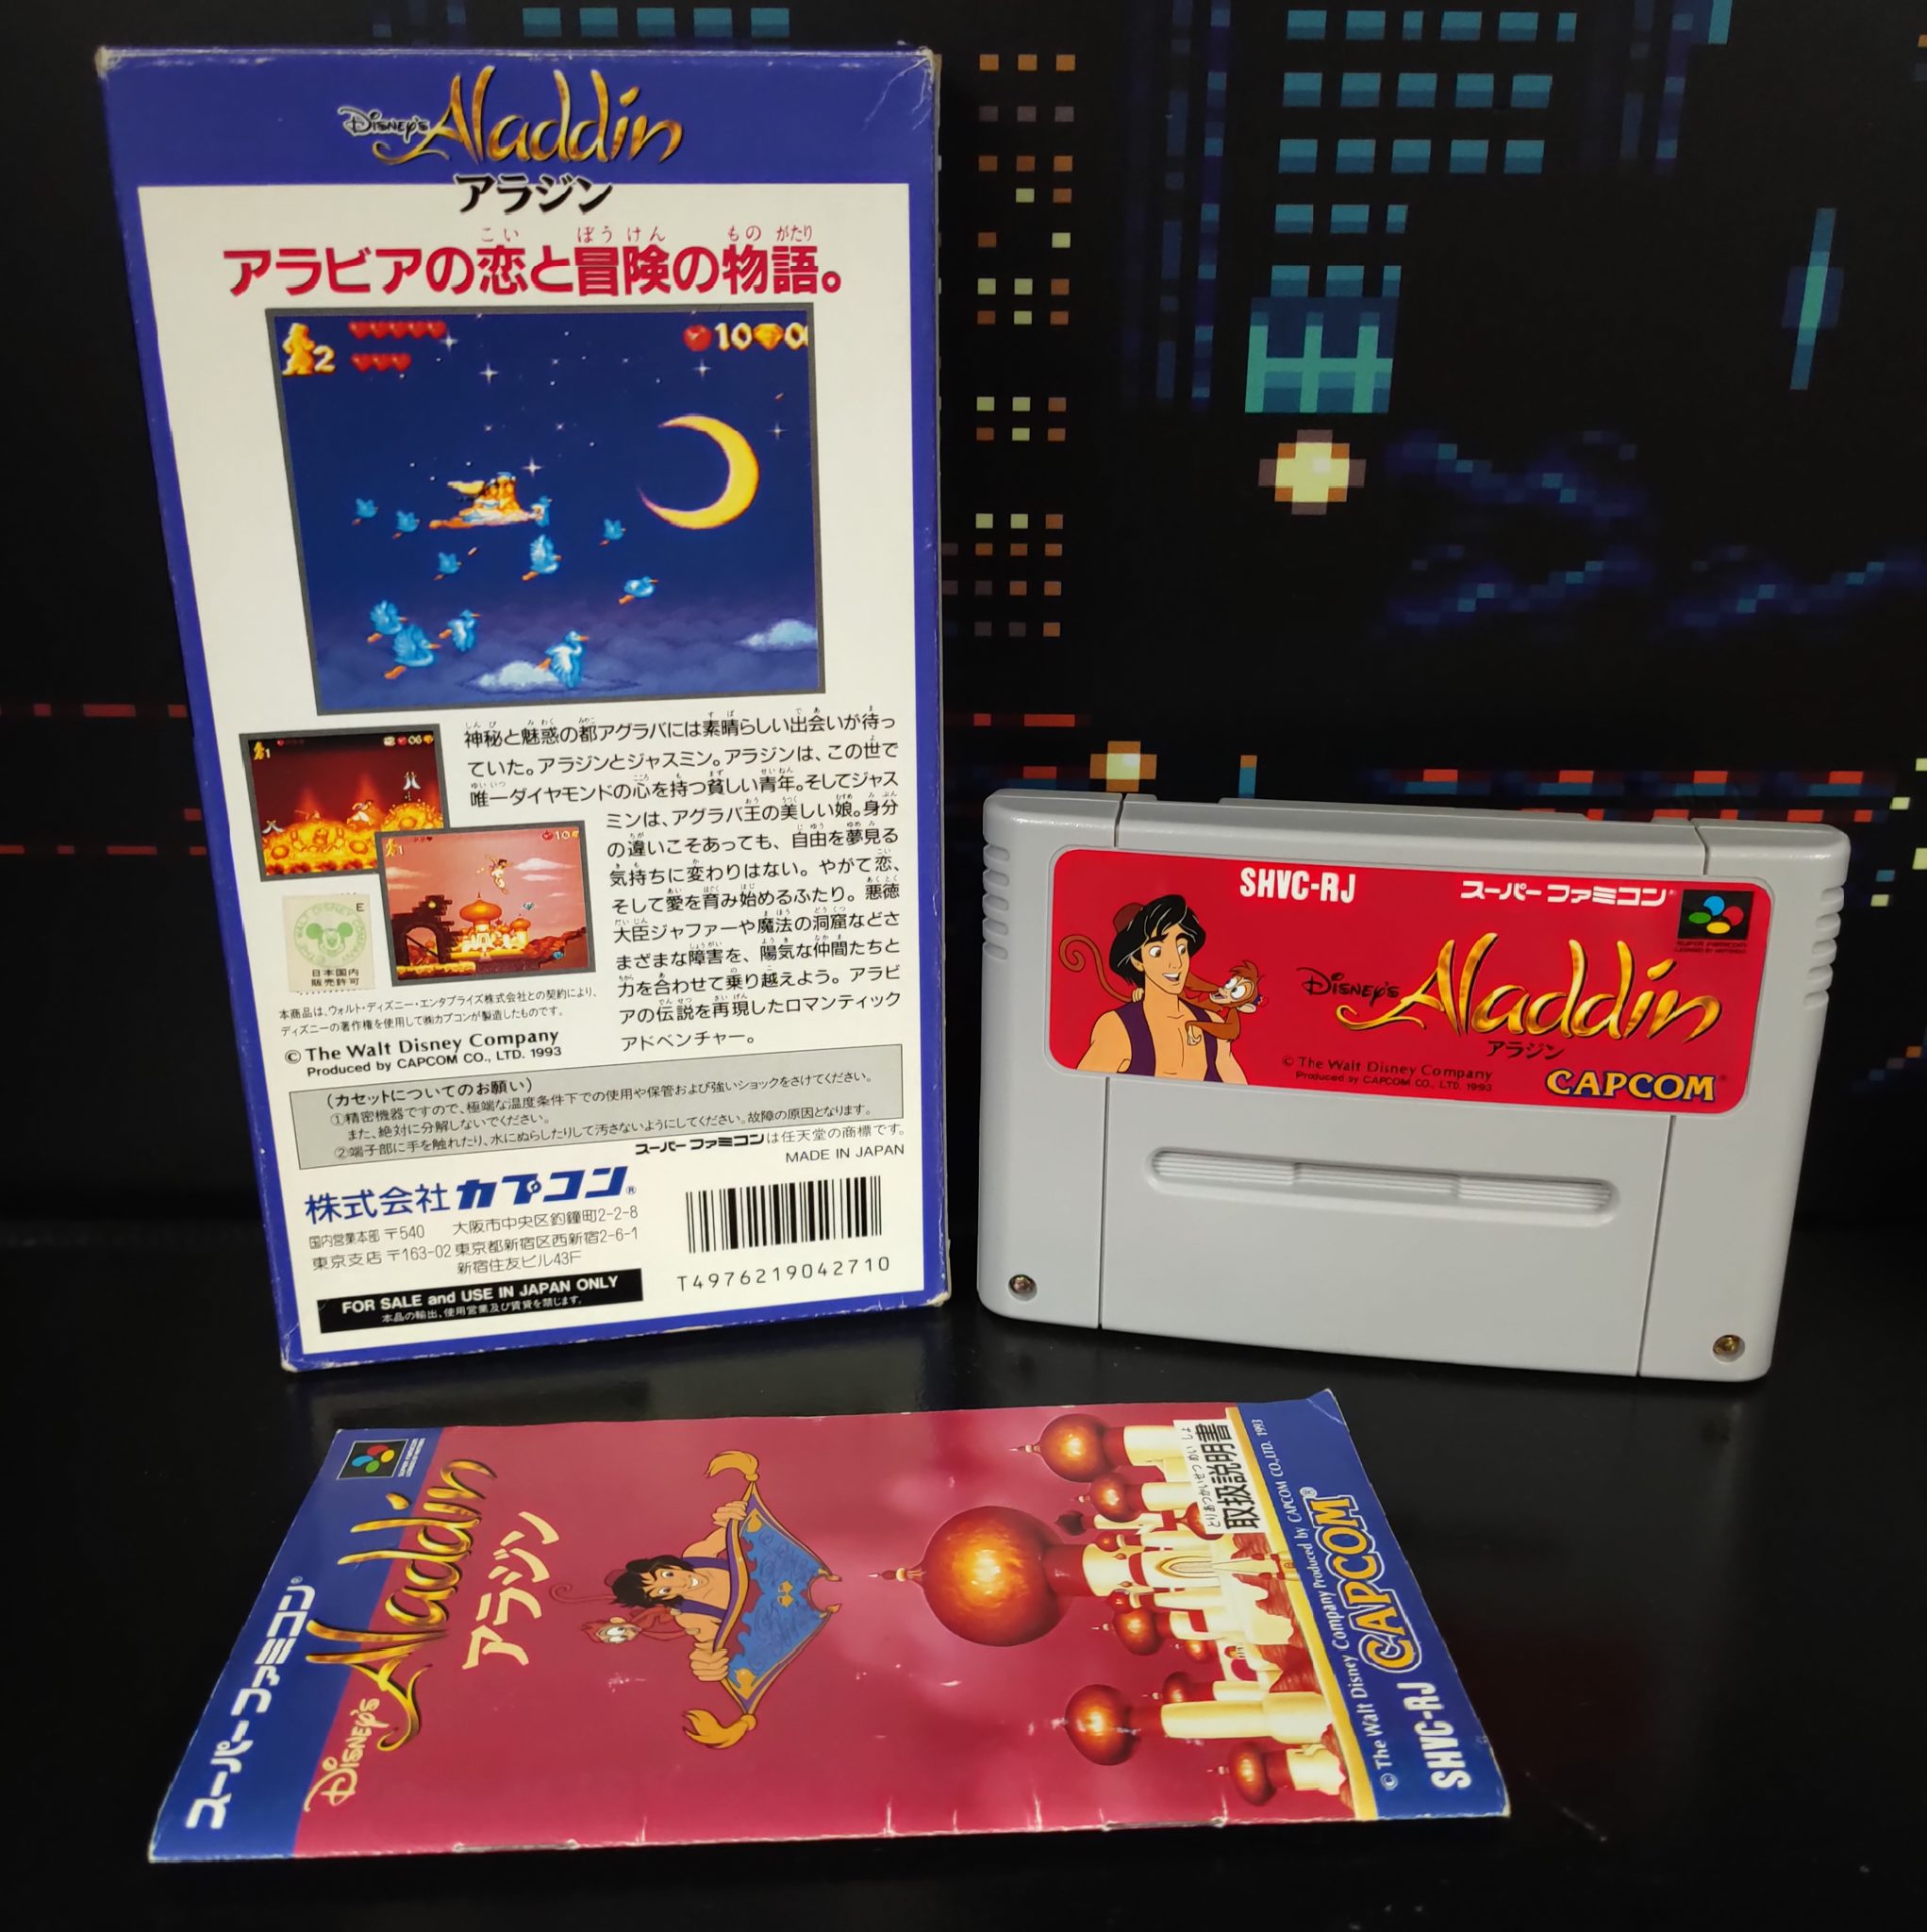 Disney's Aladdin
アラジン
こい ぼうけん ものがたり
アラビアの恋と冒険の物語。
2
10
0
神秘と魅惑の都アグラバには素晴らしい出会いが待っ
ていた。アラジンとジャスミン。アラジンは、この世で
唯一ダイヤモンドの心を持つ貧しい青年。そしてジャス
ミンは、アグラバ王の美しい娘。身分
の違いこそあっても、自由を夢見る
気持ちに変わりはない。やがて恋、
そして愛を育み始めるふたり。悪徳
大臣ジャファーや魔法の洞窟などさ
まざまな障害を、陽気な仲間たちと
力を合わせて乗り越えよう。アラビ
アの伝説を再現したロマンティック
アドベンチャー。
E
日本国内
販売許可
本商品は、ウォルト・ディズニー・エンタプライズ株式会社との契約により、
ディズニーの著作権を使用して㈱カプコンが製造したものです。
© The Walt Disney Company
Produced by CAPCOM CO., LTD. 1993
(カセットについてのお願い)
①精密機器ですので、極端な温度条件下での使用や保管および強いショックをさけてください。
また、絶対に分解しないでください。
②端子部に手を触れたり、水にぬらしたりして汚さないようにしてください。故障の原因となります。
スーパーファミコンは任天堂の商標です。
MADE IN JAPAN
株式会社カプコン®
国内営業本部 〒540 大阪市中央区釣鐘町2-2-8
東京支店 〒163-02 東京都新宿区西新宿2-6-1
新宿住友ビル43F
FOR SALE and USE IN JAPAN ONLY
本品の輸出、使用営業及び賃貸を禁じます。
T4976219042710
SHVC-RJ
スーパーファミコン
Disney's Aladdin
アラジン
© The Walt Disney Company
Produced by CAPCOM CO., LTD. 1993
CAPCOM
スーパーファミコン
Disney's Aladdin
アラジン
とりあつかいせつめいしょ
取扱説明書
© The Walt Disney Company Produced by CAPCOM CO.,LTD. 1993
SHVC-RJ CAPCOM®